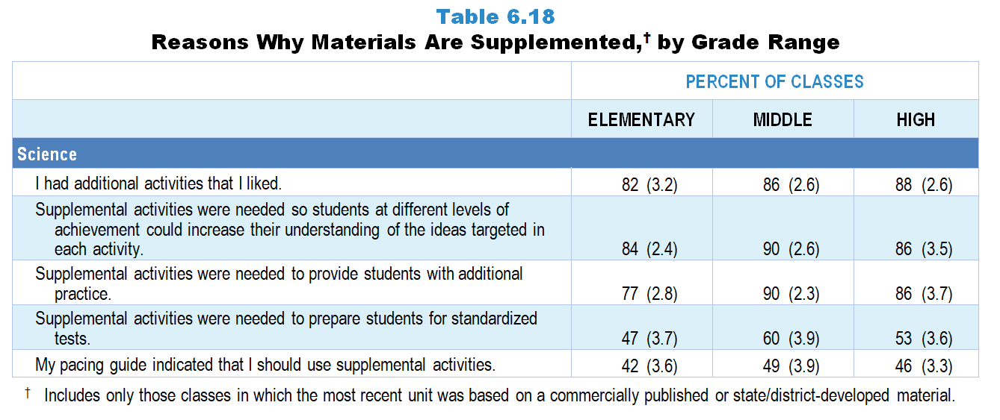 Table 6.18
Reasons Why Materials Are Supplemented,† by Grade Range
PERCENT OF CLASSES
ELEMENTARY MIDDLE HIGH
Science
I had additional activities that I liked. 82 (3.2) 86 (2.6) 88 (2.6)
Supplemental activities were needed so students at different levels of
achievement could increase their understanding of the ideas targeted in
each activity. 84 (2.4) 90 (2.6) 86 (3.5)
Supplemental activities were needed to provide students with additional
practice. 77 (2.8) 90 (2.3) 86 (3.7)
Supplemental activities were needed to prepare students for standardized
tests. 47 (3.7) 60 (3.9) 53 (3.6)
My pacing guide indicated that I should use supplemental activities. 42 (3.6) 49 (3.9) 46 (3.3)
† Includes only those classes in which the most recent unit was based on a commercially published or state/district-developed material.